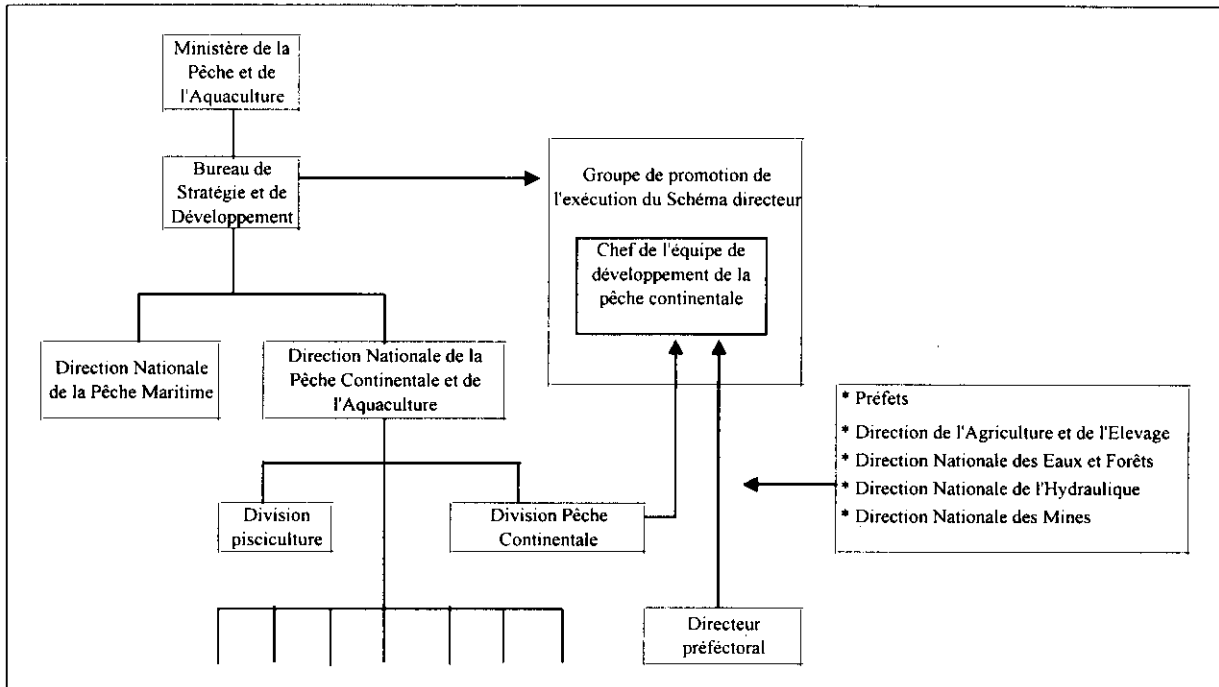 Ministère de la
Pêche et de
l'Aquaculture
Bureau de
Stratégie et de
Développement
Groupe de promotion de
l'exécution du Schéma directeur
Chef de l'équipe de
développement de la
pêche continentale
Direction Nationale
de la Pêche Maritime
Direction Nationale de la
Pêche Continentale et de
l'Aquaculture
* Préfets
* Direction de l'Agriculture et de l'Elevage
* Direction Nationale des Eaux et Forêts
* Direction Nationale de l'Hydraulique
* Direction Nationale des Mines
Division
pisciculture
Division Pêche
Continentale
Directeur
préféctoral